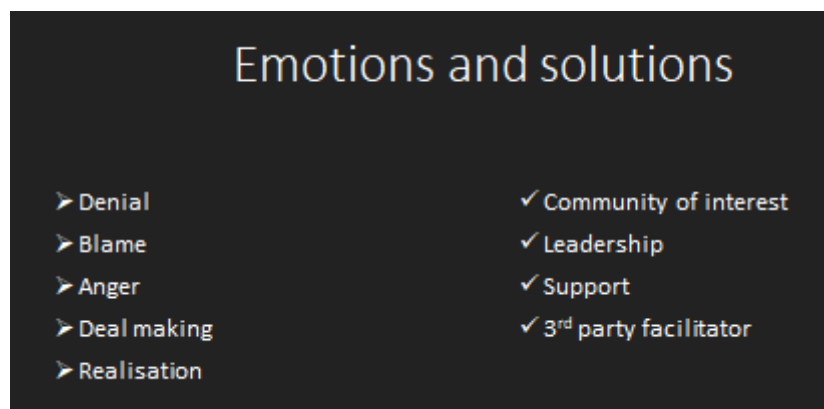 Emotions and solutions
➢ Denial
➢ Blame
➢ Anger
➢ Deal making
➢ Realisation
✓ Community of interest
✓ Leadership
✓ Support
✓ 3rd party facilitator